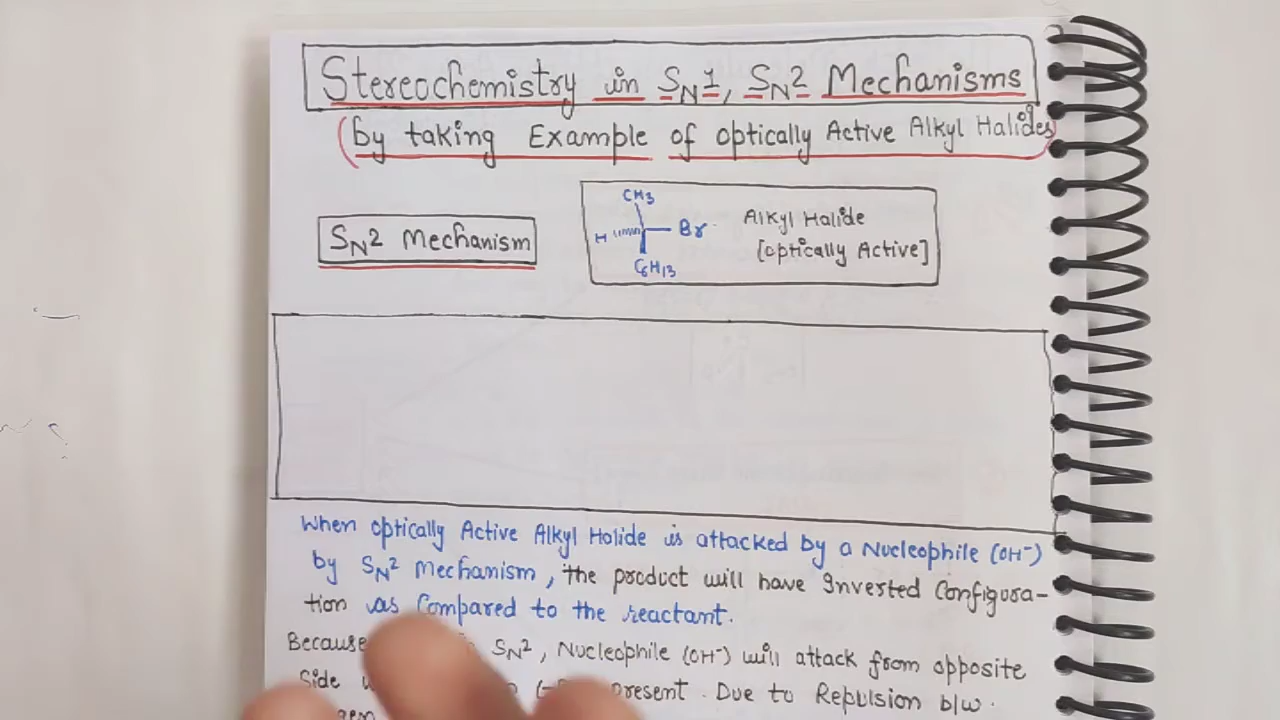 Stereochemistry in SN1, SN2 Mechanisms
(by taking Example of optically Active Alkyl Halides)
SN2 Mechanism
CH3
H Br
C6H13
Alkyl Halide
[optically Active]
When optically Active Alkyl Halide is attacked by a Nucleophile (OH-)
by SN2 Mechanism, the product will have Inverted Configura-
tion as Compared to the reactant.
Because SN2, Nucleophile (OH-) will attack from opposite
Side present. Due to Repulsion b/w.